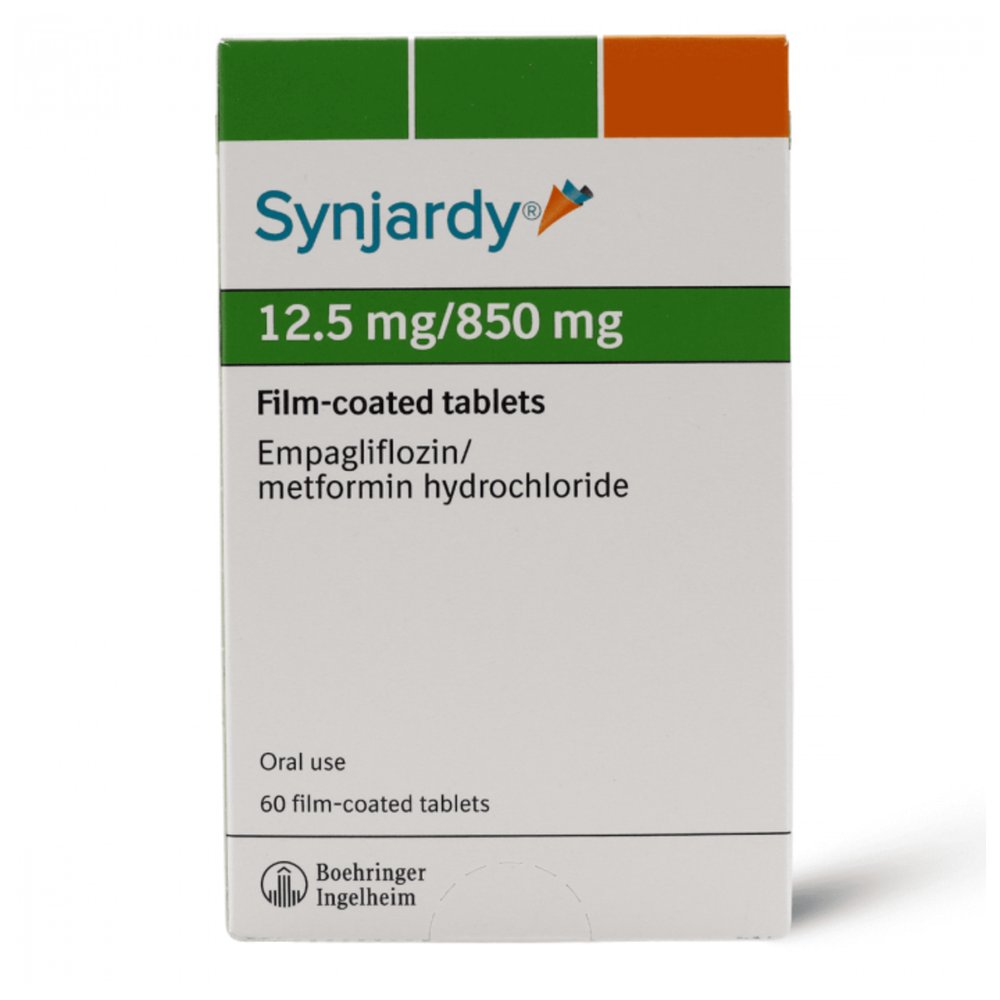 Synjardy®
12.5 mg/850 mg
Film-coated tablets
Empagliflozin/
metformin hydrochloride
Oral use
60 film-coated tablets
Boehringer
Ingelheim